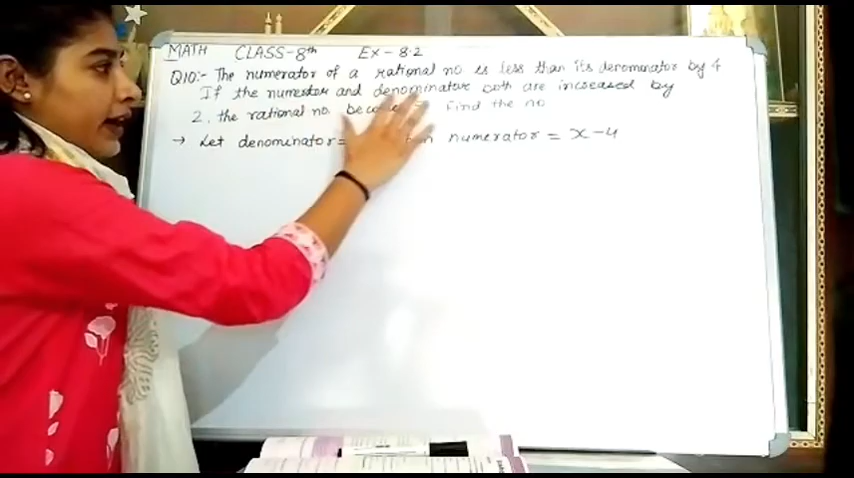 MATH CLASS-8th Ex-8.2
Q10:- The numerator of a rational no is less than its denominator by 4
If the numerator and denominator both are increased by
2. the rational no. Find the no
→ Let denominator= numerator = x-4